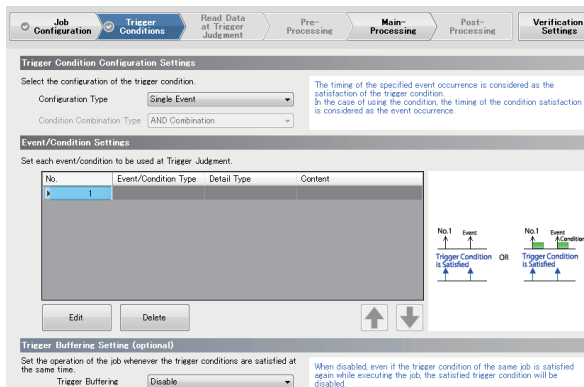 Job
Configuration
Trigger
Conditions
Read Data
at Trigger
Judgment
Pre-
Processing
Main-
Processing
Post-
Processing
Verification
Settings
Trigger Condition Configuration Settings
Select the configuration of the trigger condition.
Configuration Type Single Event
Condition Combination Type AND Combination
The timing of the specified event occurrence is considered as the
satisfaction of the trigger condition.
In the case of using the condition, the timing of the condition satisfaction
is considered as the event occurrence.
Event/Condition Settings
Set each event/condition to be used at Trigger Judgment.
No. Event/Condition Type Detail Type Content
1
No.1 Event
Trigger Condition
is Satisfied
OR
No.1 Event
Condition
Trigger Condition
is Satisfied
Edit Delete
Trigger Buffering Setting (optional)
Set the operation of the job whenever the trigger conditions are satisfied at
the same time.
Trigger Buffering Disable
When disabled, even if the trigger condition of the same job is satisfied
again while executing the job, the satisfied trigger condition will be
disabled.